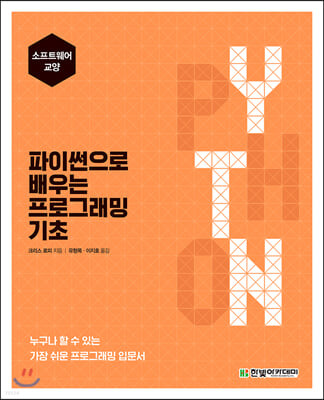 소프트웨어
교양
PYTHON
파이썬으로
배우는
프로그래밍
기초
크리스 로피 지음 | 유현묵 · 이지호 옮김
누구나 할 수 있는
가장 쉬운 프로그래밍 입문서
한빛아카데미